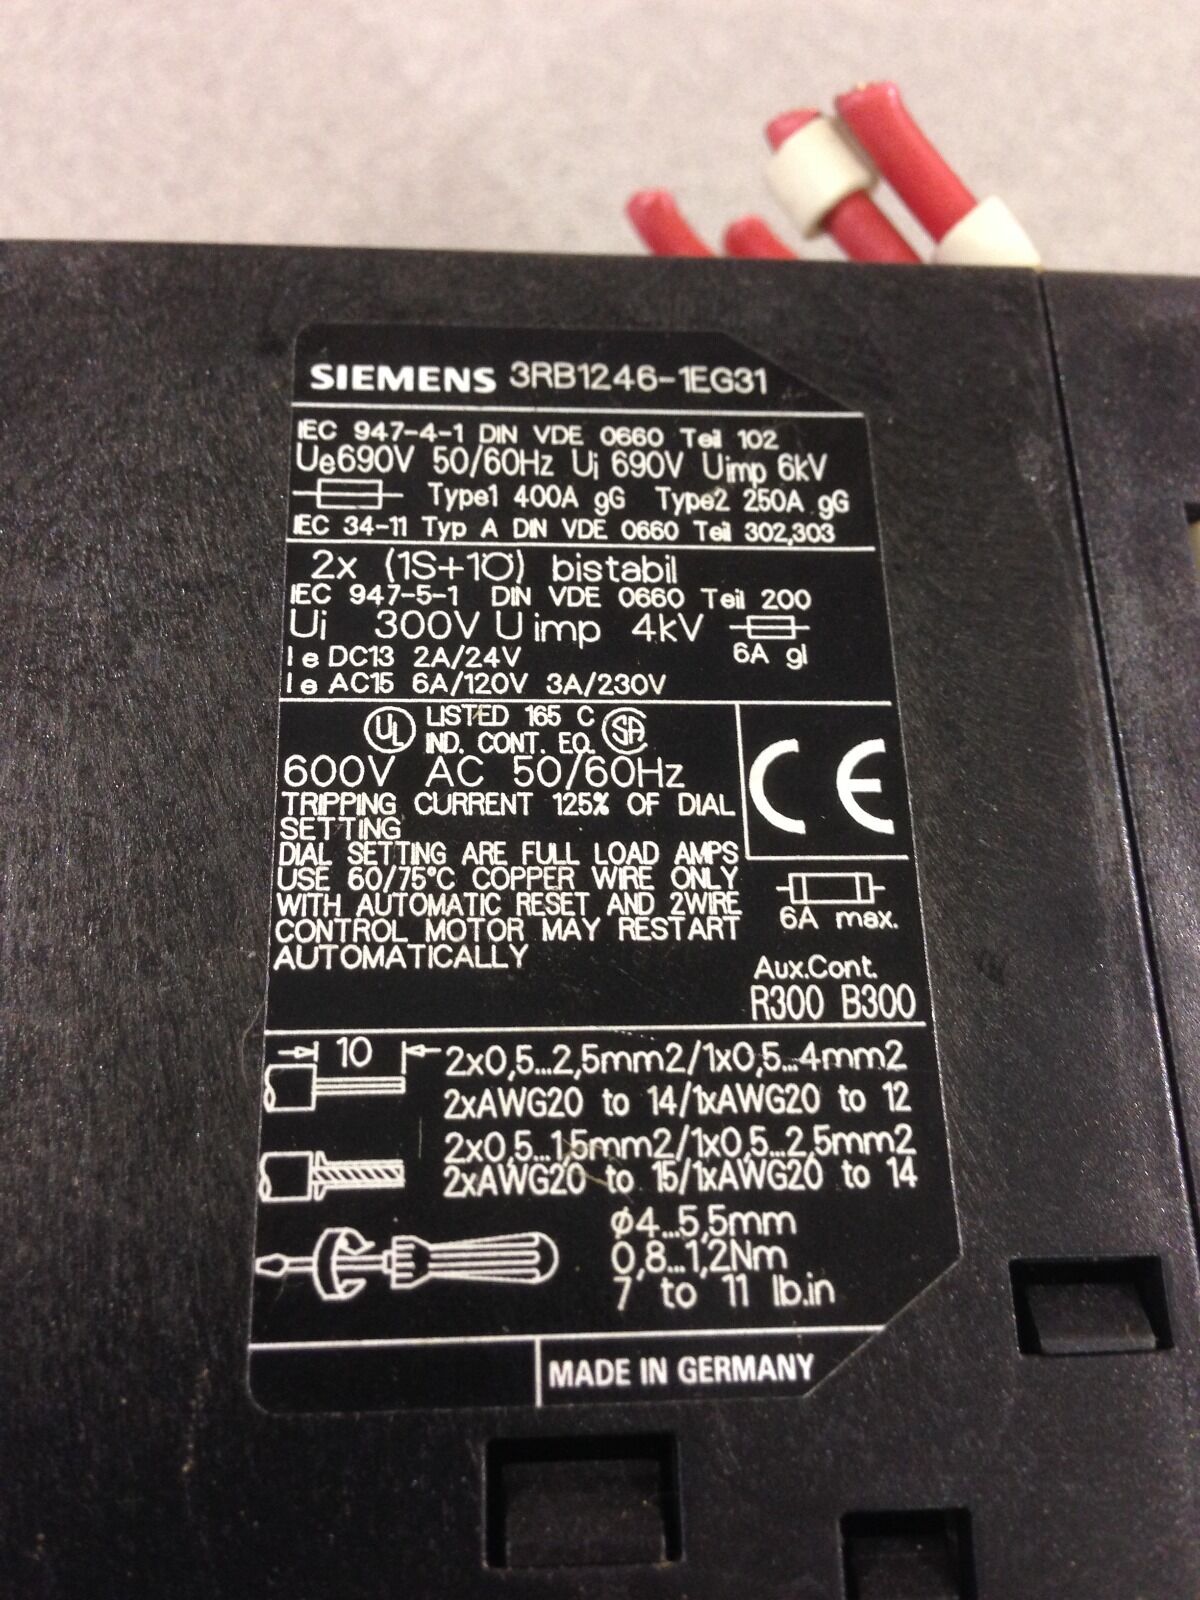 SIEMENS 3RB1246-1EG31
IEC 947-4-1 DIN VDE 0660 Teil 102
Ue690V 50/60Hz Ui 690V Uimp 6kV
Type1 400A gG Type2 250A gG
IEC 34-11 Typ A DIN VDE 0660 Teil 302,303
2x (1S+1Ö) bistabil
IEC 947-5-1 DIN VDE 0660 Teil 200
Ui 300V Uimp 4kV
6A gl
Ie DC13 2A/24V
Ie AC15 6A/120V 3A/230V
UL LISTED 165 C SA
IND. CONT. EQ.
600V AC 50/60Hz
CE
TRIPPING CURRENT 125% OF DIAL
SETTING
DIAL SETTING ARE FULL LOAD AMPS
USE 60/75°C COPPER WIRE ONLY
WITH AUTOMATIC RESET AND 2WIRE
CONTROL MOTOR MAY RESTART
AUTOMATICALLY
6A max.
Aux.Cont.
R300 B300
10
2x0,5...2,5mm2/1x0,5...4mm2
2xAWG20 to 14/1xAWG20 to 12
2x0,5...1,5mm2/1x0,5...2,5mm2
2xAWG20 to 15/1xAWG20 to 14
ø4...5,5mm
0,8...1,2Nm
7 to 11 lb.in
MADE IN GERMANY